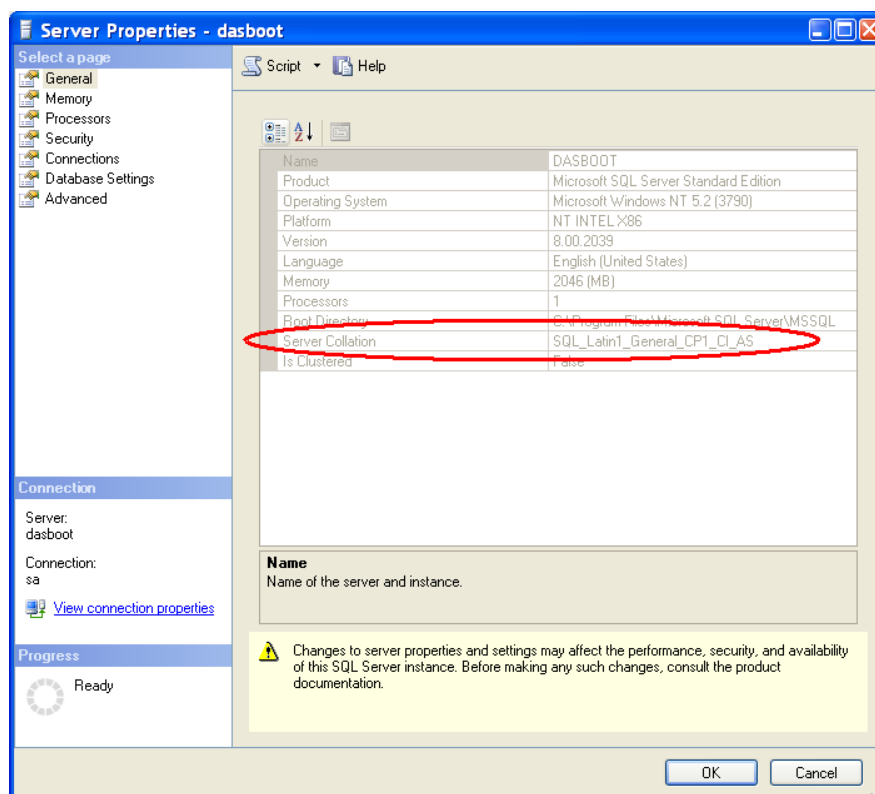 Server Properties - dasboot
Select a page
General
Memory
Processors
Security
Connections
Database Settings
Advanced
Script
Help
Name DASBOOT
Product Microsoft SQL Server Standard Edition
Operating System Microsoft Windows NT 5.2 (3790)
Platform NT INTEL X86
Version 8.00.2039
Language English (United States)
Memory 2046 (MB)
Processors 1
Root Directory C:\Program Files\Microsoft SQL Server\MSSQL
Server Collation SQL_Latin1_General_CP1_CI_AS
Is Clustered False
Connection
Server:
dasboot
Connection:
sa
View connection properties
Progress
Ready
Name
Name of the server and instance.
Changes to server properties and settings may affect the performance, security, and availability
of this SQL Server instance. Before making any such changes, consult the product
documentation.
OK
Cancel